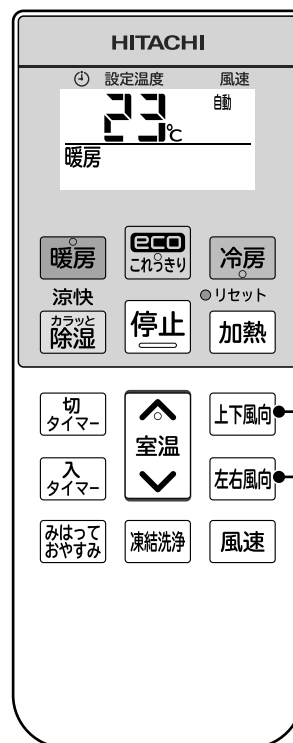 HITACHI
設定温度 風速
23℃ 自動
暖房
暖房 eco これっきり 冷房
涼快 リセット
カラッと除湿 停止 加熱
切タイマー 室温 上下風向
入タイマー 左右風向
みはっておやすみ 凍結洗浄 風速